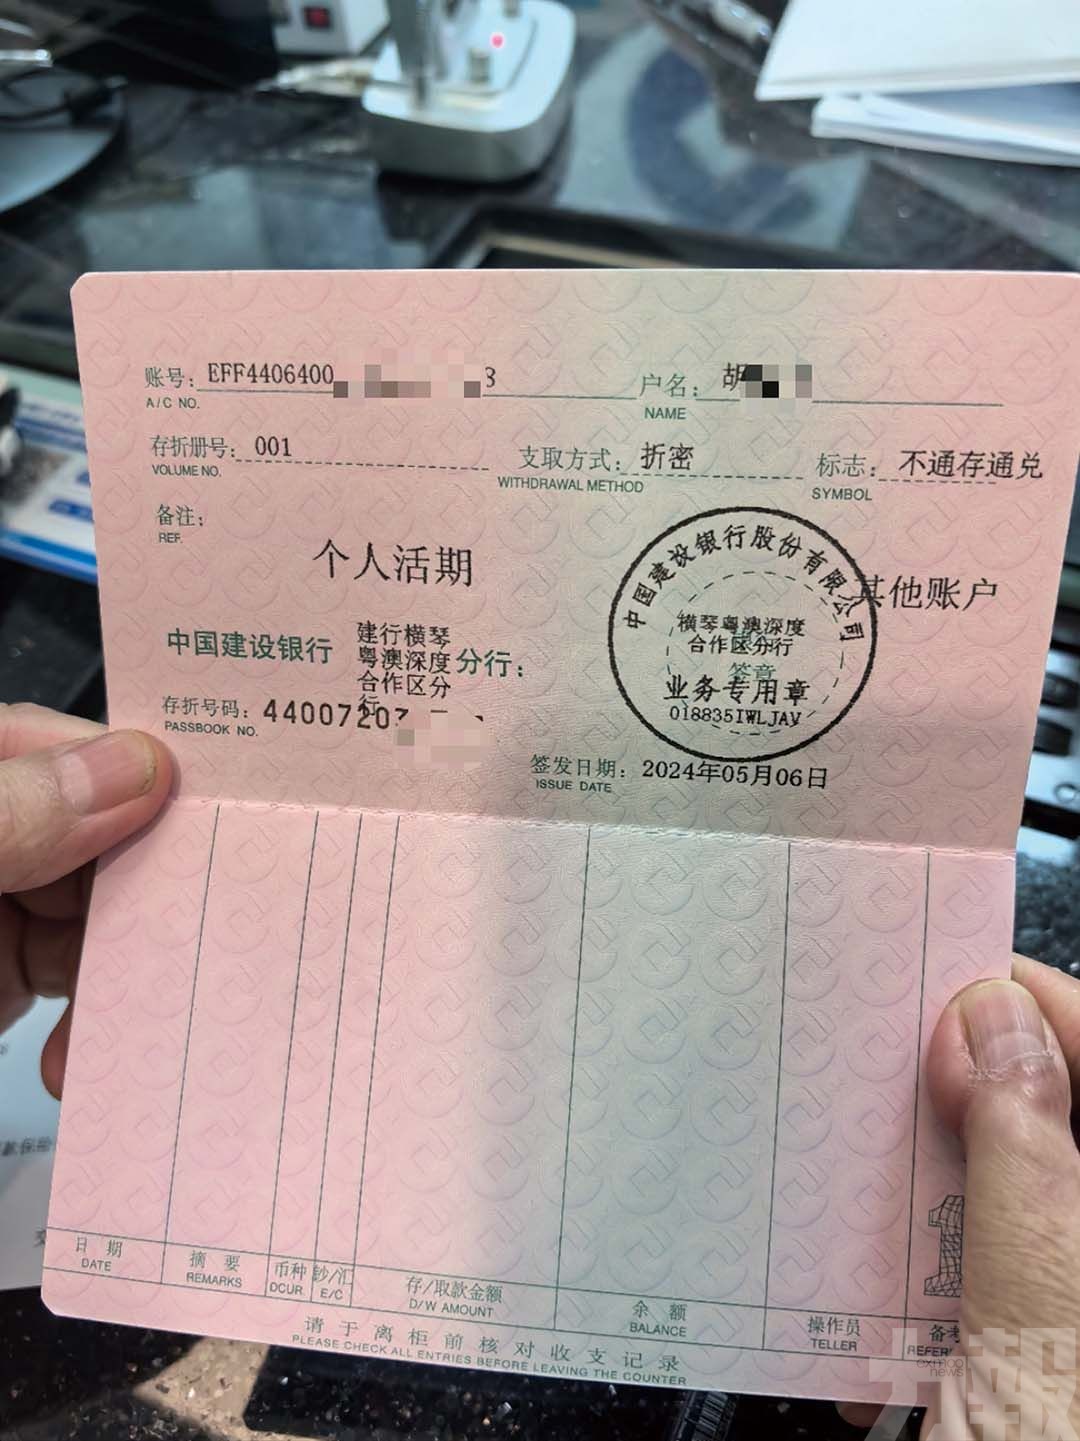 账号: EFF4406400 8 户名: 胡
A/C NO. NAME
存折册号: 001 支取方式: 折密 标志: 不通存通兑
VOLUME NO. WITHDRAWAL METHOD SYMBOL
备注:
REF.
个人活期 其他账户
中国建设银行 建行横琴粤澳深度合作区分行 分行:
存折号码: 44007207
PASSBOOK NO.
中国建设银行股份有限公司
横琴粤澳深度
合作区分行
签章
业务专用章
018835IWLJAV
签发日期: 2024年05月06日
ISSUE DATE
1
日期 摘要 币种 钞/汇 存/取款金额 余额 操作员 备考
DATE REMARKS DCUR. E/C D/W AMOUNT BALANCE TELLER
请于离柜前核对收支记录
PLEASE CHECK ALL ENTRIES BEFORE LEAVING THE COUNTER
exmoo
news
力報